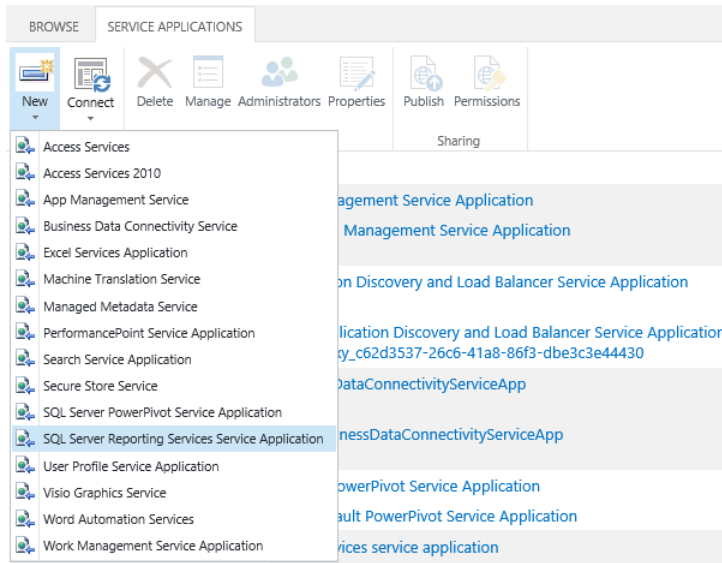 BROWSE SERVICE APPLICATIONS
New Connect Delete Manage Administrators Properties Publish Permissions
Sharing
Access Services
Access Services 2010
App Management Service
Business Data Connectivity Service
Excel Services Application
Machine Translation Service
Managed Metadata Service
PerformancePoint Service Application
Search Service Application
Secure Store Service
SQL Server PowerPivot Service Application
SQL Server Reporting Services Service Application
User Profile Service Application
Visio Graphics Service
Word Automation Services
Work Management Service Application
agement Service Application
Management Service Application
on Discovery and Load Balancer Service Application
lication Discovery and Load Balancer Service Application
xy_c62d3537-26c6-41a8-86f3-dbe3c3e44430
DataConnectivityServiceApp
nessDataConnectivityServiceApp
owerPivot Service Application
ault PowerPivot Service Application
vices service application